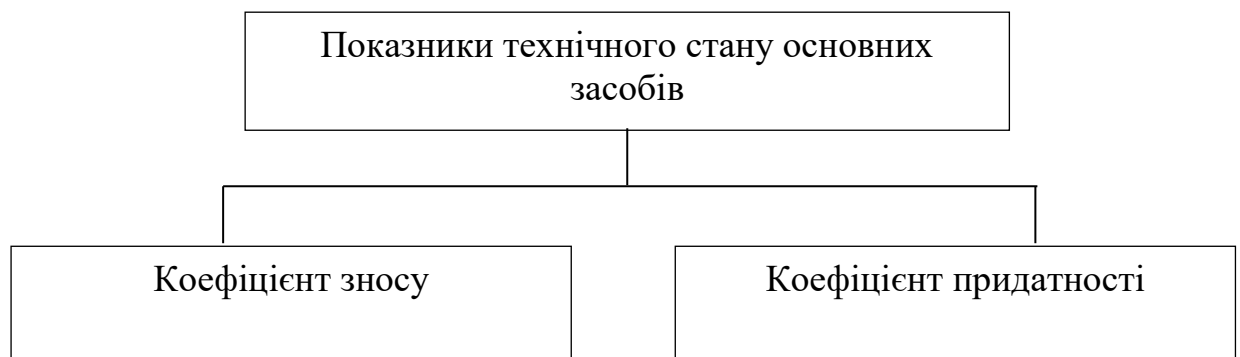 Показники технічного стану основних
засобів
Коефіцієнт зносу
Коефіцієнт придатності